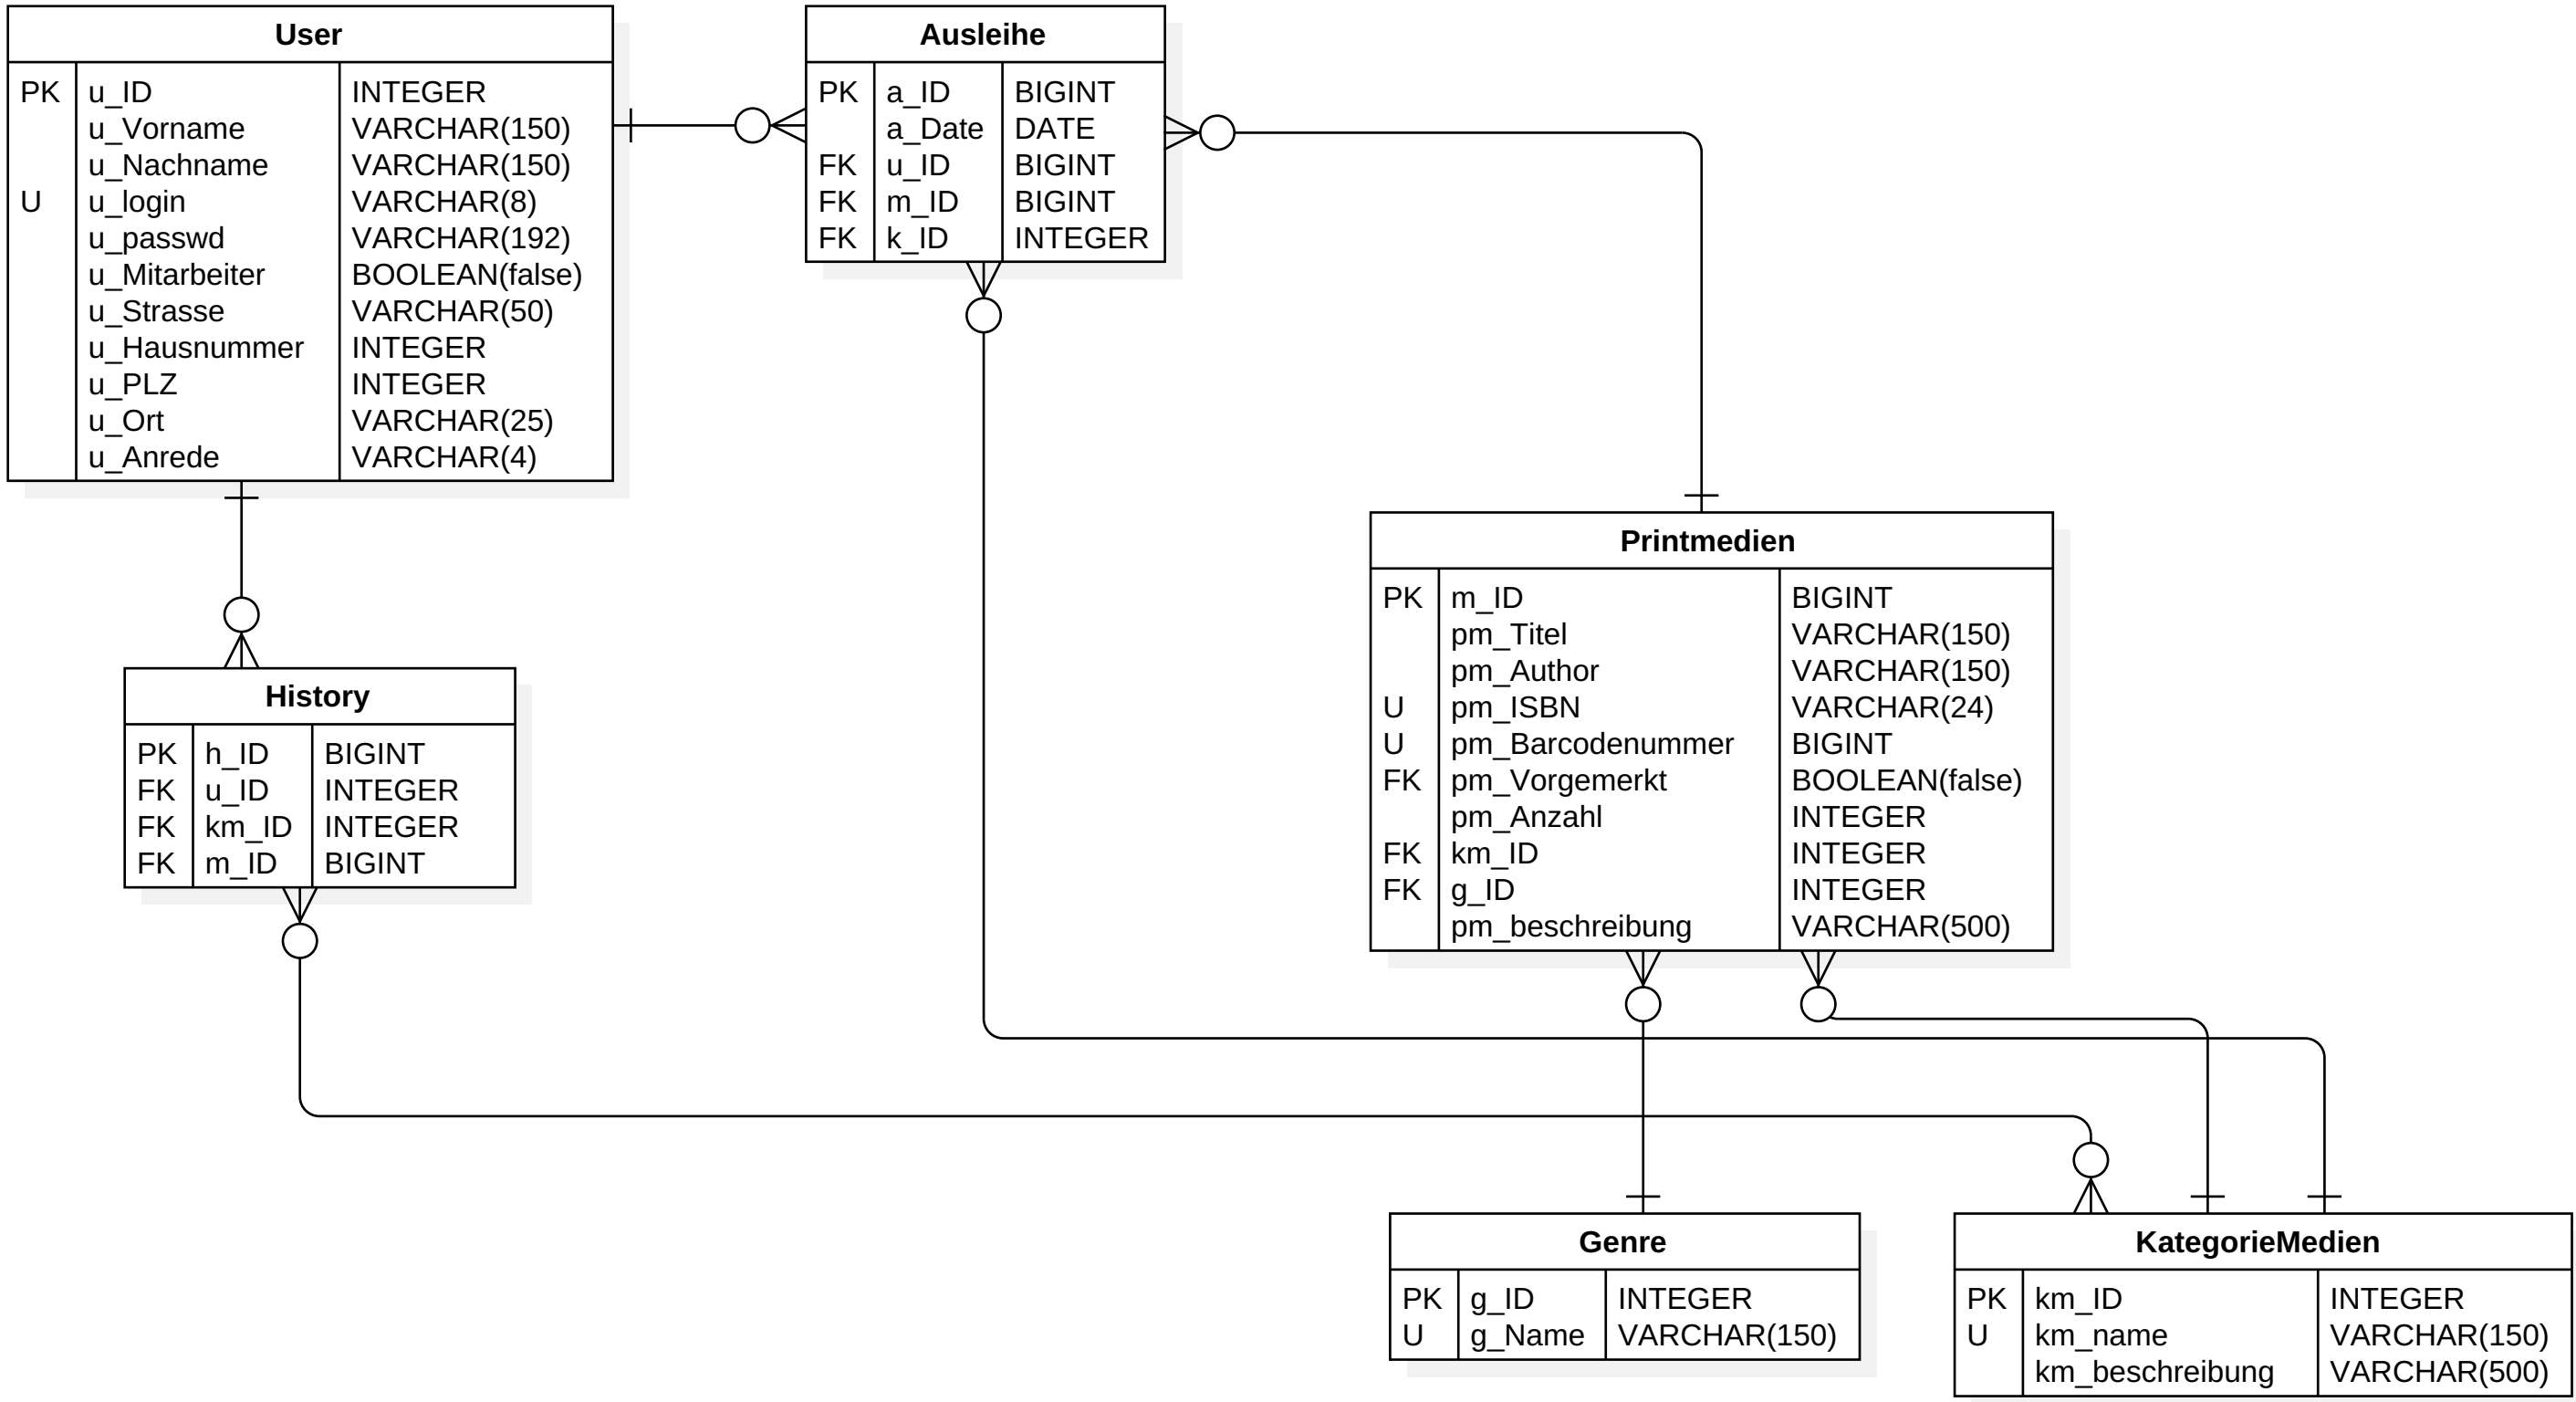 User
PK u_ID INTEGER
u_Vorname VARCHAR(150)
u_Nachname VARCHAR(150)
U u_login VARCHAR(8)
u_passwd VARCHAR(192)
u_Mitarbeiter BOOLEAN(false)
u_Strasse VARCHAR(50)
u_Hausnummer INTEGER
u_PLZ INTEGER
u_Ort VARCHAR(25)
u_Anrede VARCHAR(4)
Ausleihe
PK a_ID BIGINT
a_Date DATE
FK u_ID BIGINT
FK m_ID BIGINT
FK k_ID INTEGER
Printmedien
PK m_ID BIGINT
pm_Titel VARCHAR(150)
pm_Author VARCHAR(150)
U pm_ISBN VARCHAR(24)
U pm_Barcodenummer BIGINT
FK pm_Vorgemerkt BOOLEAN(false)
pm_Anzahl INTEGER
FK km_ID INTEGER
FK g_ID INTEGER
pm_beschreibung VARCHAR(500)
History
PK h_ID BIGINT
FK u_ID INTEGER
FK km_ID INTEGER
FK m_ID BIGINT
Genre
PK g_ID INTEGER
U g_Name VARCHAR(150)
KategorieMedien
PK km_ID INTEGER
U km_name VARCHAR(150)
km_beschreibung VARCHAR(500)